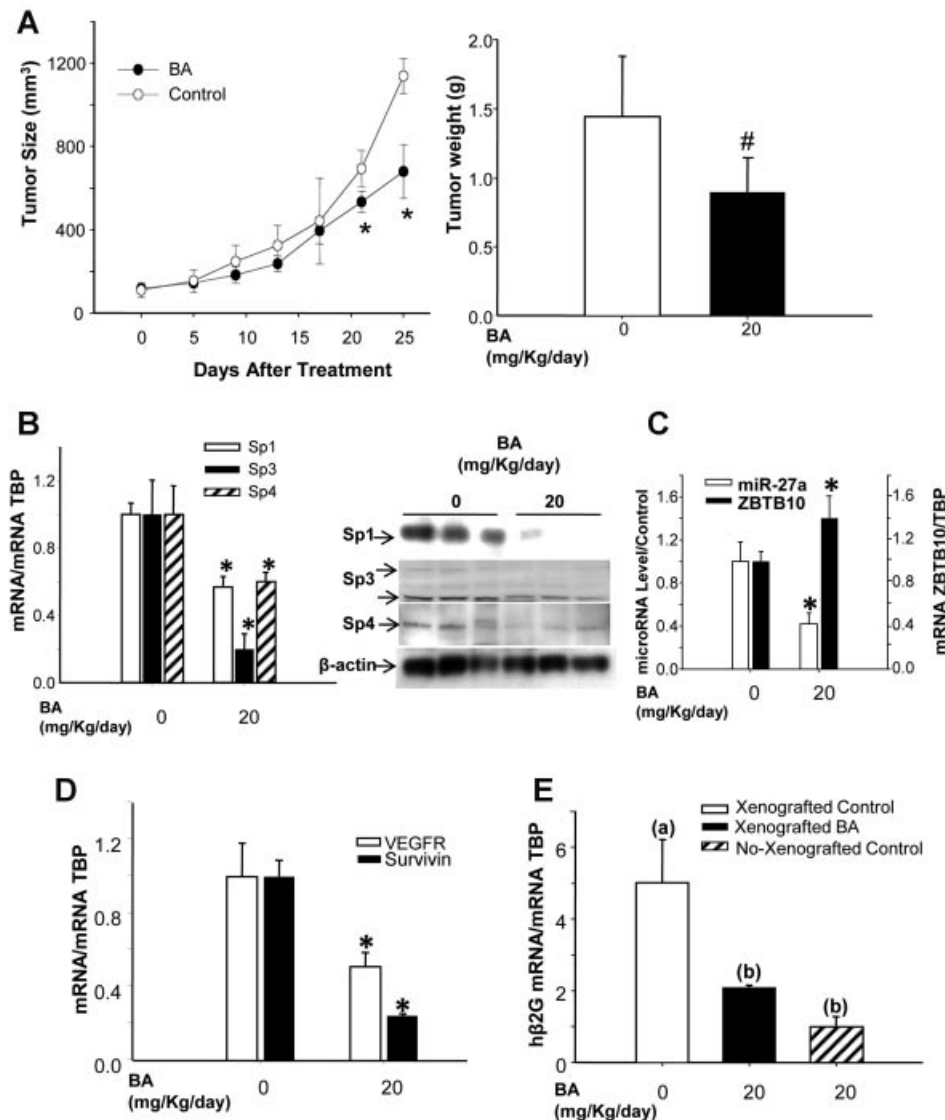 A
Tumor Size (mm³)
1200
800
400
0
BA
Control
0 5 10 15 20 25
* *
Days After Treatment
Tumor weight (g)
2.0
1.5
1.0
0.5
0.0
#
0 20
BA
(mg/Kg/day)
B
mRNA/mRNA TBP
1.2
0.8
0.4
0.0
Sp1
Sp3
Sp4
* * *
0 20
BA
(mg/Kg/day)
BA
(mg/Kg/day)
0 20
Sp1
Sp3
Sp4
β-actin
C
microRNA Level/Control
1.6
1.2
0.8
0.4
0.0
miR-27a
ZBTB10
* *
1.6
1.2
0.8
0.4
0.0
mRNA ZBTB10/TBP
0 20
BA
(mg/Kg/day)
D
mRNA/mRNA TBP
1.2
0.8
0.4
0.0
VEGFR
Survivin
* *
0 20
BA
(mg/Kg/day)
E
hβ2G mRNA/mRNA TBP
6
4
2
0
Xenografted Control
Xenografted BA
No-Xenografted Control
(a)
(b)
(b)
0 20 20
BA
(mg/Kg/day)